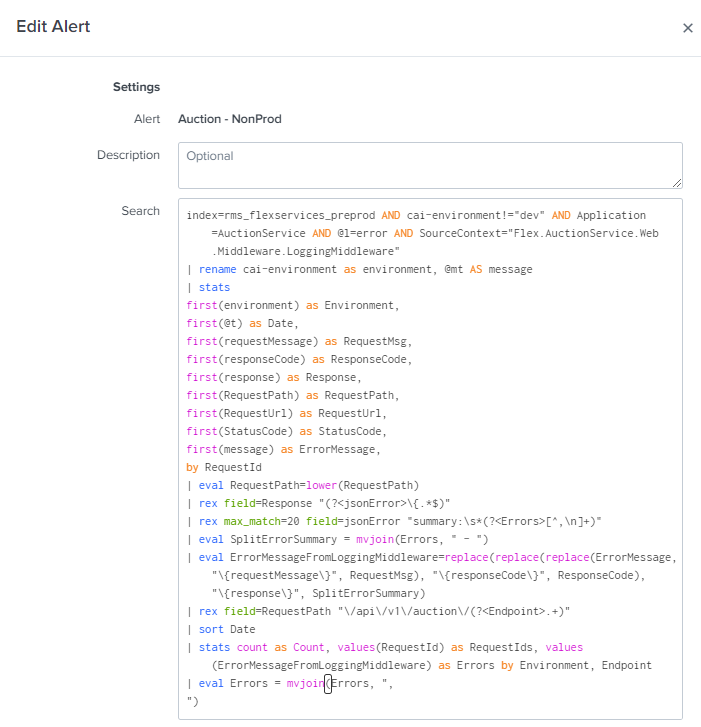 Edit Alert
×
Settings
Alert Auction - NonProd
Description Optional
Search
index=rms_flexservices_preprod AND cai-environment!="dev" AND Application
=AuctionService AND @l=error AND SourceContext="Flex.AuctionService.Web
.Middleware.LoggingMiddleware"
| rename cai-environment as environment, @mt AS message
| stats
first(environment) as Environment,
first(@t) as Date,
first(requestMessage) as RequestMsg,
first(responseCode) as ResponseCode,
first(response) as Response,
first(RequestPath) as RequestPath,
first(RequestUrl) as RequestUrl,
first(StatusCode) as StatusCode,
first(message) as ErrorMessage,
by RequestId
| eval RequestPath=lower(RequestPath)
| rex field=Response "(?<jsonError>\{.*$)"
| rex max_match=20 field=jsonError "summary:\s*(?<Errors>[^,\n]+)"
| eval SplitErrorSummary = mvjoin(Errors, " - ")
| eval ErrorMessageFromLoggingMiddleware=replace(replace(replace(ErrorMessage,
"\{requestMessage\}", RequestMsg), "\{responseCode\}", ResponseCode),
"\{response\}", SplitErrorSummary)
| rex field=RequestPath "\/api\/v1\/auction\/(?<Endpoint>.+)"
| sort Date
| stats count as Count, values(RequestId) as RequestIds, values
(ErrorMessageFromLoggingMiddleware) as Errors by Environment, Endpoint
| eval Errors = mvjoin(Errors, ",
")